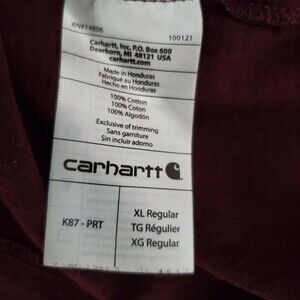 RN#14806
100121
Carhartt, Inc. P.O. Box 600
Dearborn, MI 48121 USA
carhartt.com
Made in Honduras
Fabriqué au Honduras
Hecho en Honduras
100% Cotton
100% Coton
100% Algodón
Exclusive of trimming
Sans garniture
Sin incluir adorno
carhartt
K87 - PRT
XL Regular
TG Régulier
XG Regular